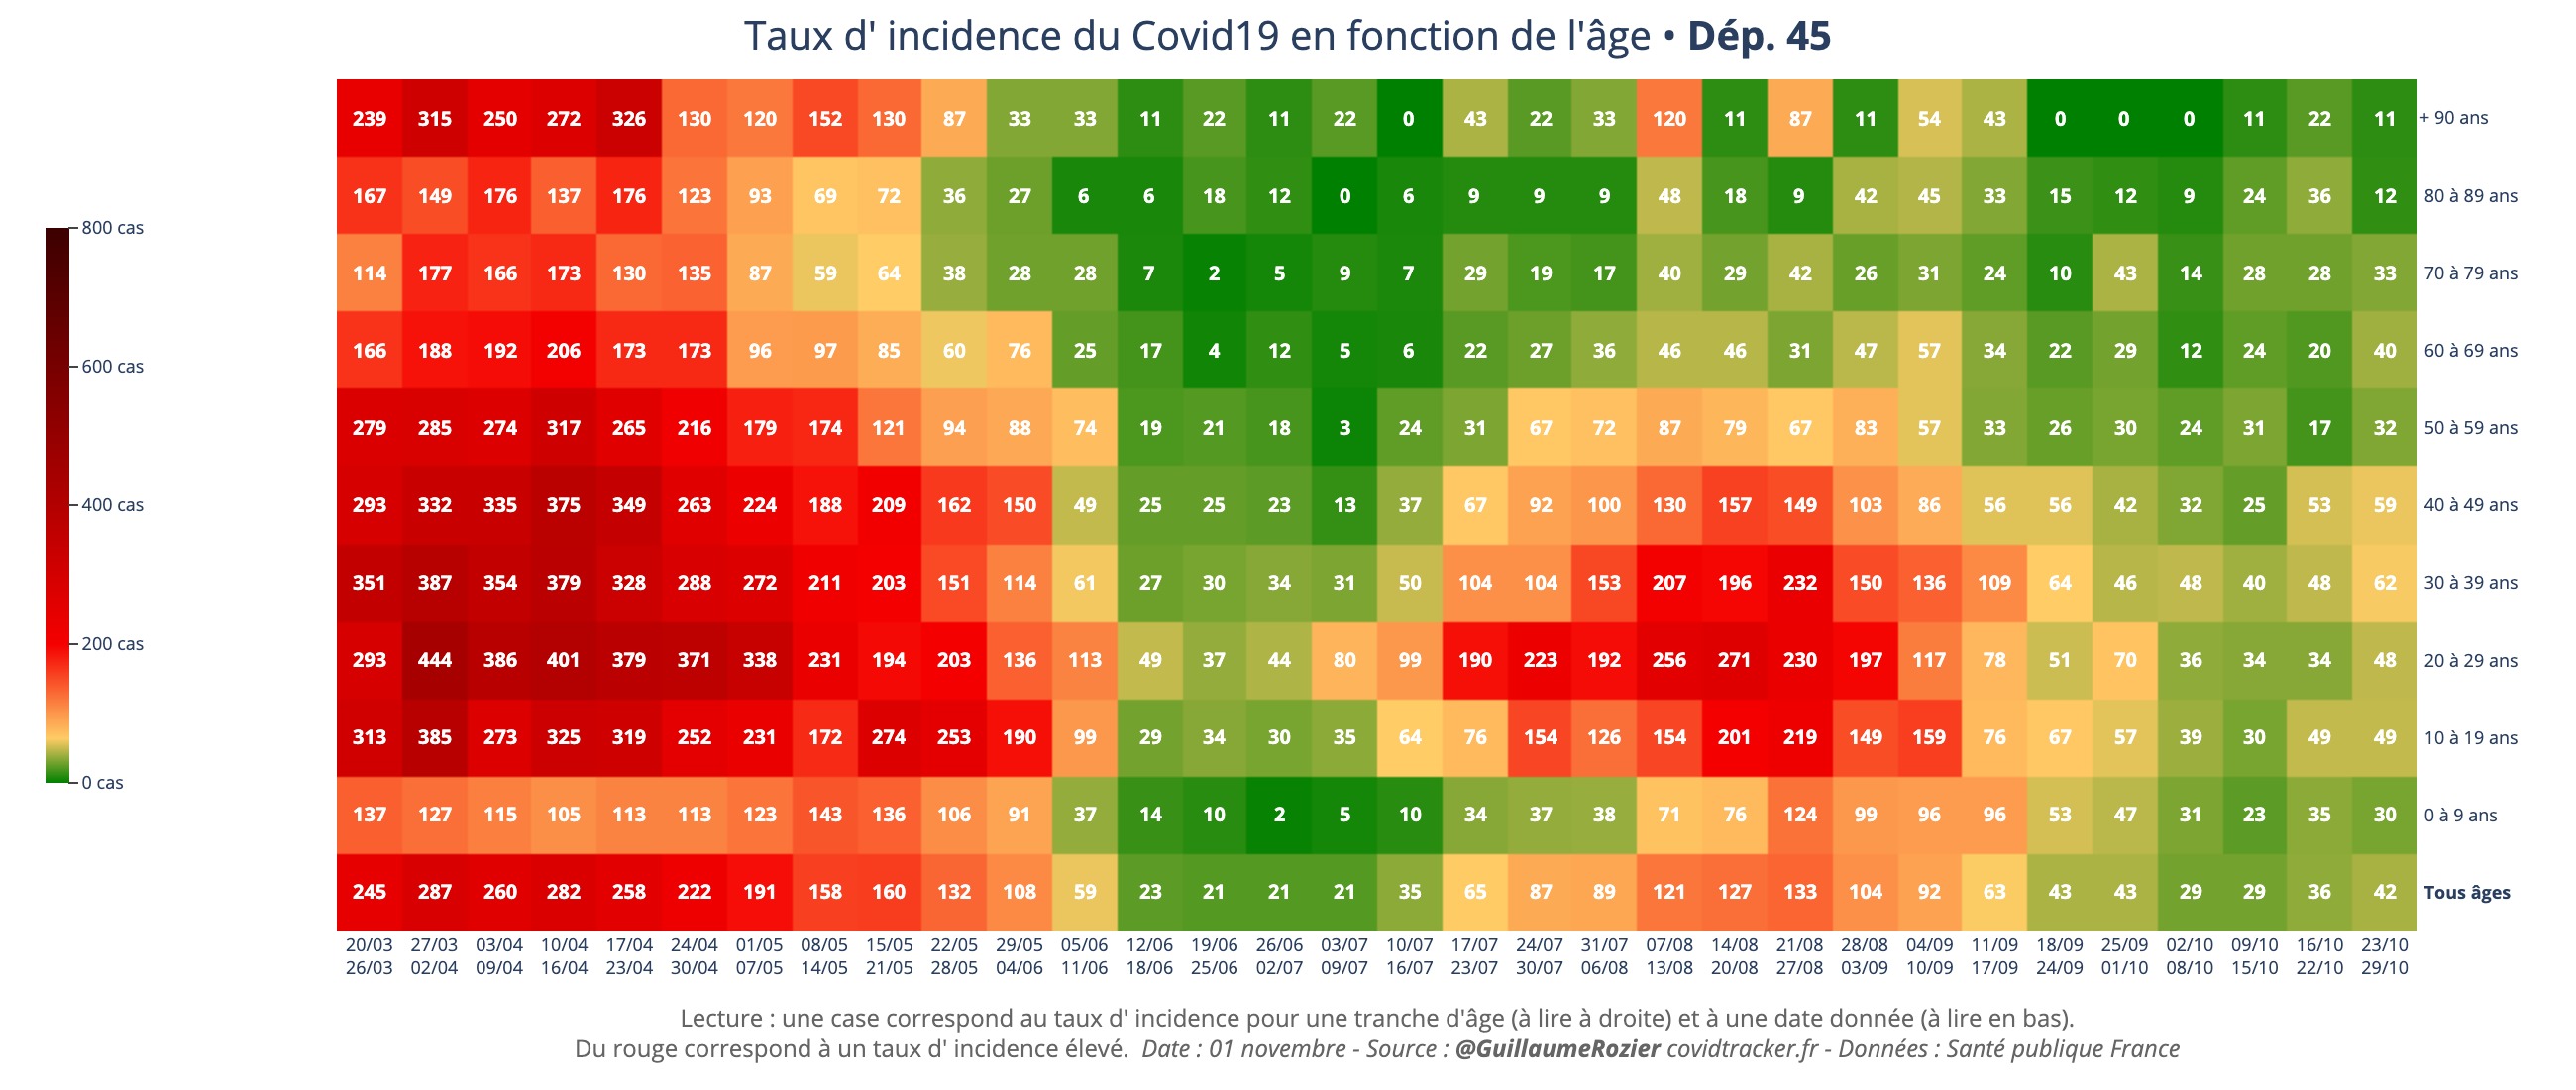 Taux d' incidence du Covid19 en fonction de l'âge • Dép. 45
239 315 250 272 326 130 120 152 130 87 33 33 11 22 11 22 0 43 22 33 120 11 87 11 54 43 0 0 0 11 22 11 + 90 ans
167 149 176 137 176 123 93 69 72 36 27 6 6 18 12 0 6 9 9 9 48 18 9 42 45 33 15 12 9 24 36 12 80 à 89 ans
800 cas
114 177 166 173 130 135 87 59 64 38 28 28 7 2 5 9 7 29 19 17 40 29 42 26 31 24 10 43 14 28 28 33 70 à 79 ans
166 188 192 206 173 173 96 97 85 60 76 25 17 4 12 5 6 22 27 36 46 46 31 47 57 34 22 29 12 24 20 40 60 à 69 ans
600 cas
279 285 274 317 265 216 179 174 121 94 88 74 19 21 18 3 24 31 67 72 87 79 67 83 57 33 26 30 24 31 17 32 50 à 59 ans
400 cas
293 332 335 375 349 263 224 188 209 162 150 49 25 25 23 13 37 67 92 100 130 157 149 103 86 56 56 42 32 25 53 59 40 à 49 ans
351 387 354 379 328 288 272 211 203 151 114 61 27 30 34 31 50 104 104 153 207 196 232 150 136 109 64 46 48 40 48 62 30 à 39 ans
200 cas
293 444 386 401 379 371 338 231 194 203 136 113 49 37 44 80 99 190 223 192 256 271 230 197 117 78 51 70 36 34 34 48 20 à 29 ans
313 385 273 325 319 252 231 172 274 253 190 99 29 34 30 35 64 76 154 126 154 201 219 149 159 76 67 57 39 30 49 49 10 à 19 ans
0 cas
137 127 115 105 113 113 123 143 136 106 91 37 14 10 2 5 10 34 37 38 71 76 124 99 96 96 53 47 31 23 35 30 0 à 9 ans
245 287 260 282 258 222 191 158 160 132 108 59 23 21 21 21 35 65 87 89 121 127 133 104 92 63 43 43 29 29 36 42 Tous âges
20/03 27/03 03/04 10/04 17/04 24/04 01/05 08/05 15/05 22/05 29/05 05/06 12/06 19/06 26/06 03/07 10/07 17/07 24/07 31/07 07/08 14/08 21/08 28/08 04/09 11/09 18/09 25/09 02/10 09/10 16/10 23/10
26/03 02/04 09/04 16/04 23/04 30/04 07/05 14/05 21/05 28/05 04/06 11/06 18/06 25/06 02/07 09/07 16/07 23/07 30/07 06/08 13/08 20/08 27/08 03/09 10/09 17/09 24/09 01/10 08/10 15/10 22/10 29/10
Lecture : une case correspond au taux d' incidence pour une tranche d'âge (à lire à droite) et à une date donnée (à lire en bas).
Du rouge correspond à un taux d' incidence élevé. Date : 01 novembre - Source : @GuillaumeRozier covidtracker.fr - Données : Santé publique France